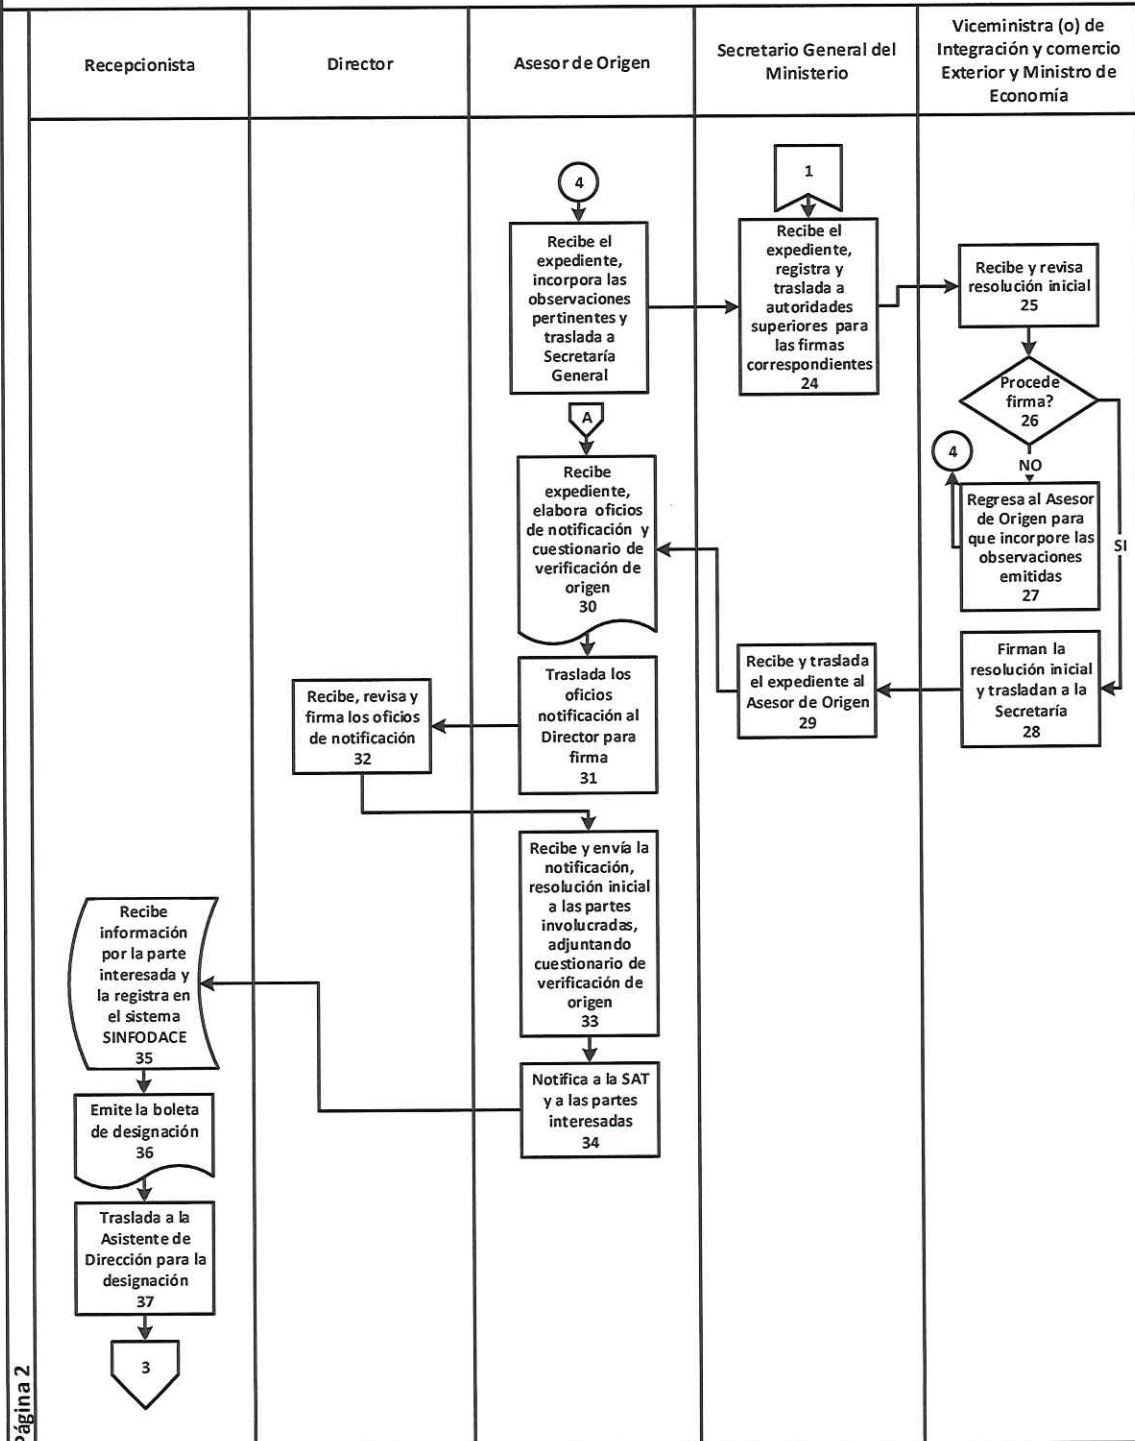 Recepcionista
Director
Asesor de Origen
Secretario General del
Ministerio
Viceministra (o) de
Integración y comercio
Exterior y Ministro de
Economía
4
Recibe el
expediente,
incorpora las
observaciones
pertinentes y
traslada a
Secretaría
General
1
Recibe el
expediente,
registra y
traslada a
autoridades
superiores para
las firmas
correspondientes
24
Recibe y revisa
resolución inicial
25
Procede
firma?
26
NO
SI
4
Regresa al Asesor
de Origen para
que incorpore las
observaciones
emitidas
27
Firman la
resolución inicial
y trasladan a la
Secretaría
28
Recibe y traslada
el expediente al
Asesor de Origen
29
A
Recibe
expediente,
elabora oficios
de notificación y
cuestionario de
verificación de
origen
30
Traslada los
oficios
notificación al
Director para
firma
31
Recibe, revisa y
firma los oficios
de notificación
32
Recibe y envía la
notificación,
resolución inicial
a las partes
involucradas,
adjuntando
cuestionario de
verificación de
origen
33
Notifica a la SAT
y a las partes
interesadas
34
Recibe
información
por la parte
interesada y
la registra en
el sistema
SINFODACE
35
Emite la boleta
de designación
36
Traslada a la
Asistente de
Dirección para la
designación
37
3
Página 2